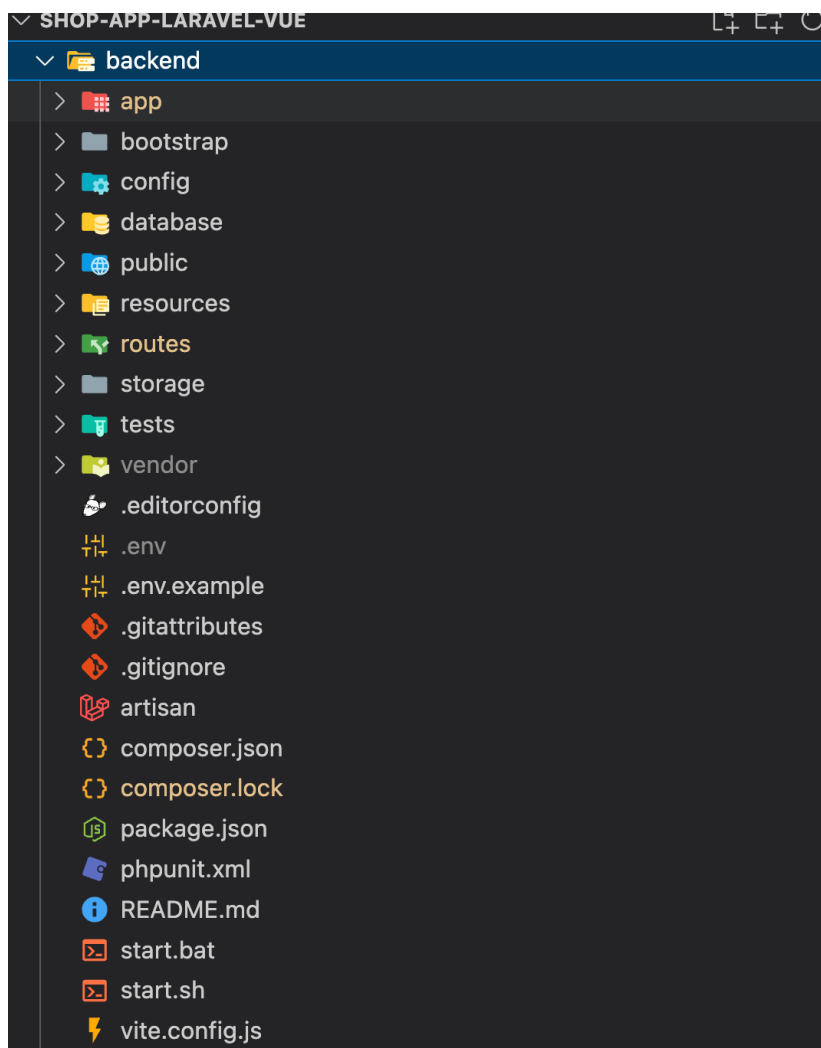 SHOP-APP-LARAVEL-VUE
backend
app
bootstrap
config
database
public
resources
routes
storage
tests
vendor
.editorconfig
.env
.env.example
.gitattributes
.gitignore
artisan
composer.json
composer.lock
package.json
phpunit.xml
README.md
start.bat
start.sh
vite.config.js